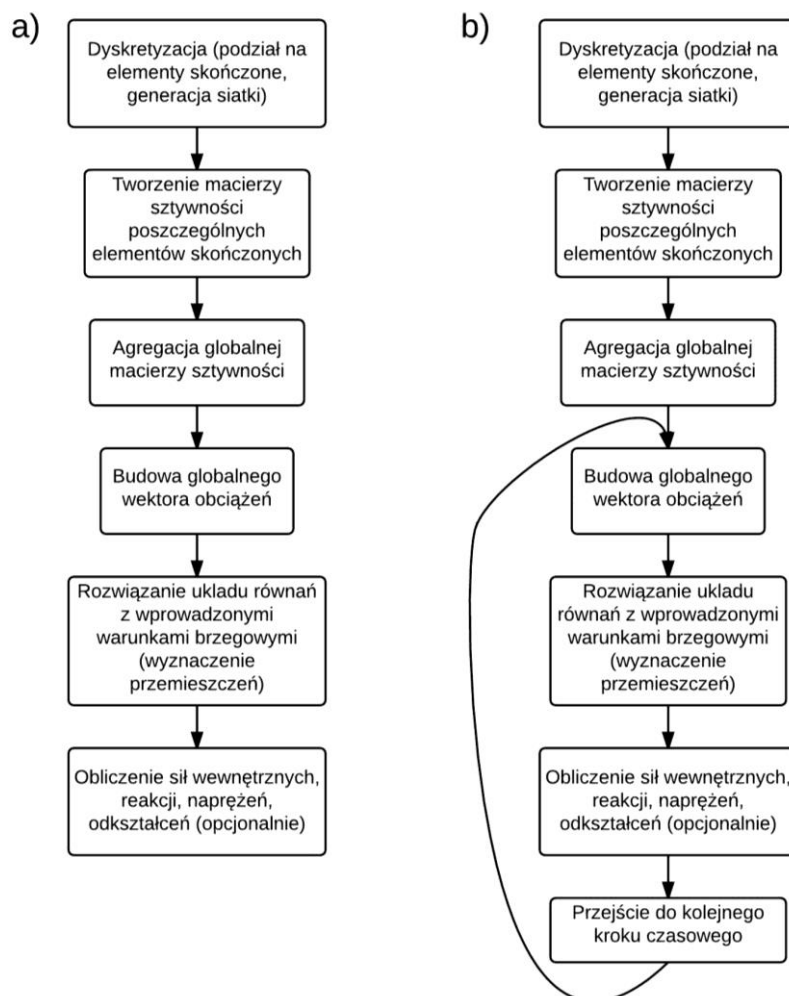 a)
Dyskretyzacja (podział na
elementy skończone,
generacja siatki)
Tworzenie macierzy
sztywności
poszczególnych
elementów skończonych
Agregacja globalnej
macierzy sztywności
Budowa globalnego
wektora obciążeń
Rozwiązanie ukladu równań
z wprowadzonymi
warunkami brzegowymi
(wyznaczenie
przemieszczeń)
Obliczenie sił wewnętrznych,
reakcji, naprężeń,
odkształceń (opcjonalnie)
b)
Dyskretyzacja (podział na
elementy skończone,
generacja siatki)
Tworzenie macierzy
sztywności
poszczególnych
elementów skończonych
Agregacja globalnej
macierzy sztywności
Budowa globalnego
wektora obciążeń
Rozwiązanie ukladu
równań z wprowadzonymi
warunkami brzegowymi
(wyznaczenie
przemieszczeń)
Obliczenie sił wewnętrznych,
reakcji, naprężeń,
odkształceń (opcjonalnie)
Przejście do kolejnego
kroku czasowego